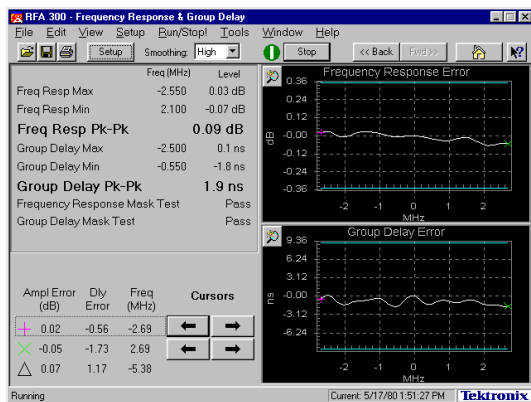 RFA 300 - Frequency Response & Group Delay
File Edit View Setup Run/Stop! Tools Window Help
Setup Smoothing: High Stop << Back Fwd >>
Freq (MHz) Level
Freq Resp Max -2.550 0.03 dB
Freq Resp Min 2.100 -0.07 dB
Freq Resp Pk-Pk 0.09 dB
Group Delay Max -2.500 0.1 ns
Group Delay Min -0.550 -1.8 ns
Group Delay Pk-Pk 1.9 ns
Frequency Response Mask Test Pass
Group Delay Mask Test Pass
Ampl Error (dB) Dly Error Freq (MHz) Cursors
0.02 -0.56 -2.69
-0.05 -1.73 2.69
0.07 1.17 -5.38
Frequency Response Error
0.36
0.24
0.12
-0.00
-0.12
-0.24
-0.36
dB
-2 -1 0 1 2
MHz
Group Delay Error
9.36
6.24
3.12
-0.00
-3.12
-6.24
ns
-2 -1 0 1 2
MHz
Running Current: 5/17/80 1:51:27 PM Tektronix